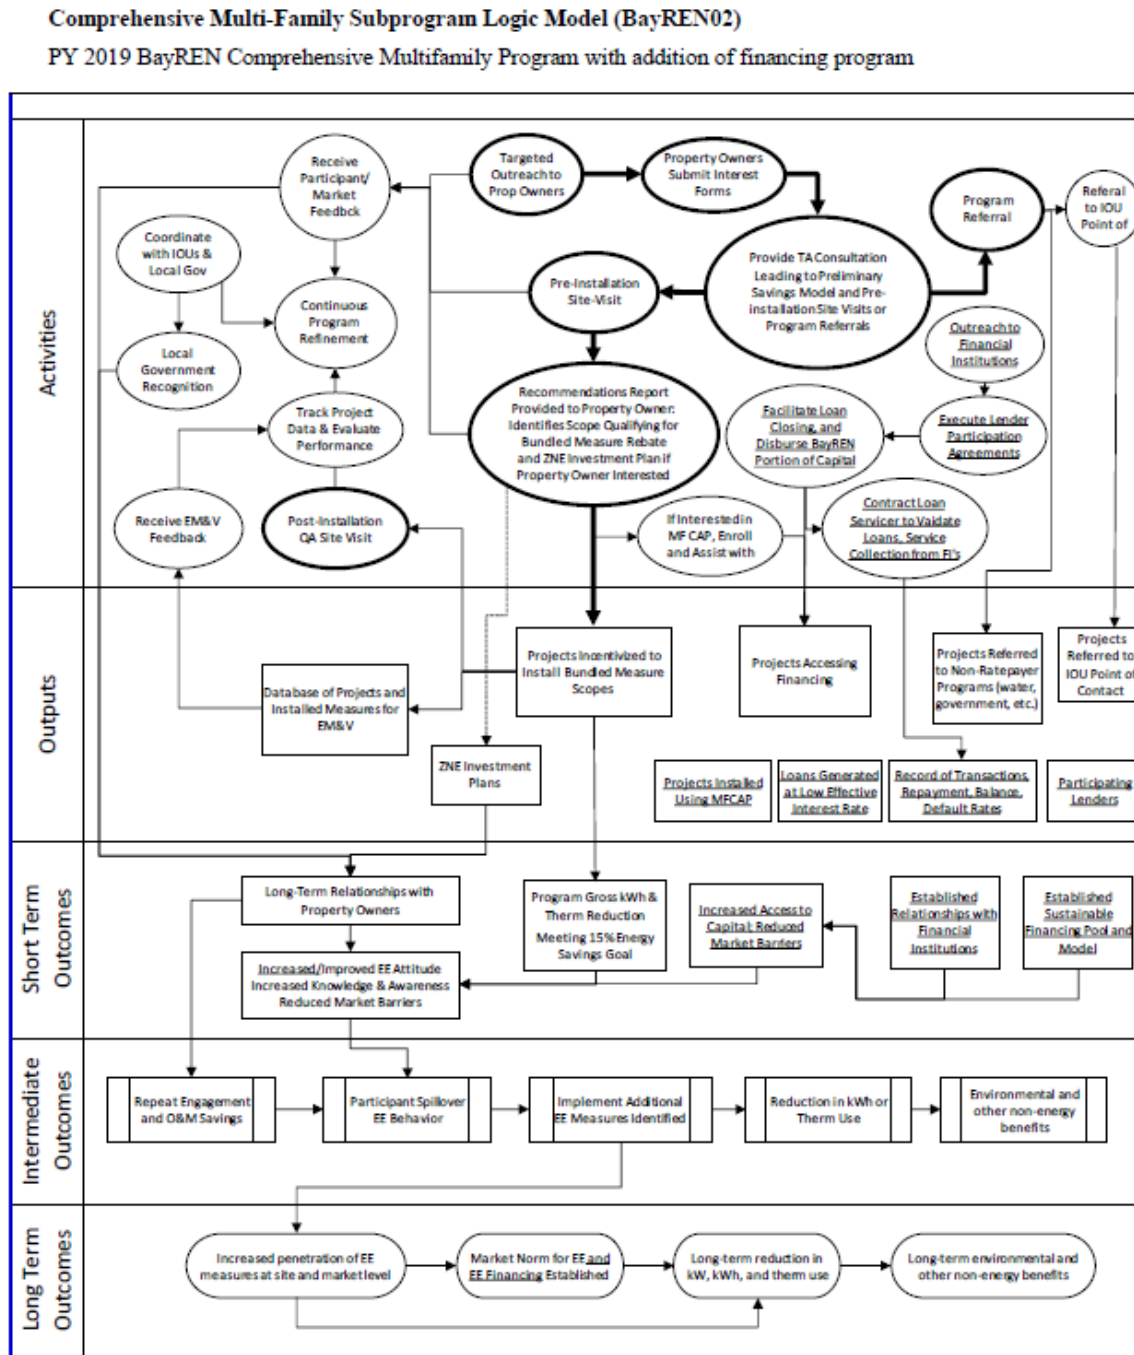 Comprehensive Multi-Family Subprogram Logic Model (BayREN02)
PY 2019 BayREN Comprehensive Multifamily Program with addition of financing program
Activities
Receive
Participant/
Market
Feedbck
Targeted
Outreach to
Prop Owners
Property Owners
Submit Interest
Forms
Program
Referral
Referal
to IOU
Point of
Coordinate
with IOUs &
Local Gov
Continuous
Program
Refinement
Pre-Installation
Site-Visit
Provide TA Consultation
Leading to Preliminary
Savings Model and Pre-
installation Site Visits or
Program Referrals
Outreach to
Financial
Institutions
Local
Government
Recognition
Track Project
Data & Evaluate
Performance
Recommendations Report
Provided to Property Owner:
Identifies Scope Qualifying for
Bundled Measure Rebate
and ZNE Investment Plan if
Property Owner Interested
Facilitate Loan
Closing, and
Disburse BayREN
Portion of Capital
Execute Lender
Participation
Agreements
Receive EM&V
Feedback
Post-Installation
QA Site Visit
If Interested in
MF CAP, Enroll
and Assist with
Contract Loan
Servicer to Validate
Loans, Service
Collection from FI's
Outputs
Database of Projects and
Installed Measures for
EM&V
Projects Incentivized to
Install Bundled Measure
Scopes
Projects Accessing
Financing
Projects Referred
to Non-Ratepayer
Programs (water,
government, etc.)
Projects
Referred to
IOU Point of
Contact
ZNE Investment
Plans
Projects Installed
Using MFCAP
Loans Generated
at Low Effective
Interest Rate
Record of Transactions,
Repayment, Balance,
Default Rates
Participating
Lenders
Short Term
Outcomes
Long-Term Relationships with
Property Owners
Program Gross kWh &
Therm Reduction
Meeting 15% Energy
Savings Goal
Increased Access to
Capital; Reduced
Market Barriers
Established
Relationships with
Financial
Institutions
Established
Sustainable
Financing Pool and
Model
Increased/Improved EE Attitude
Increased Knowledge & Awareness
Reduced Market Barriers
Intermediate
Outcomes
Repeat Engagement
and O&M Savings
Participant Spillover
EE Behavior
Implement Additional
EE Measures Identified
Reduction in kWh or
Therm Use
Environmental and
other non-energy
benefits
Long Term
Outcomes
Increased penetration of EE
measures at site and market level
Market Norm for EE and
EE Financing Established
Long-term reduction in
kW, kWh, and therm use
Long-term environmental and
other non-energy benefits